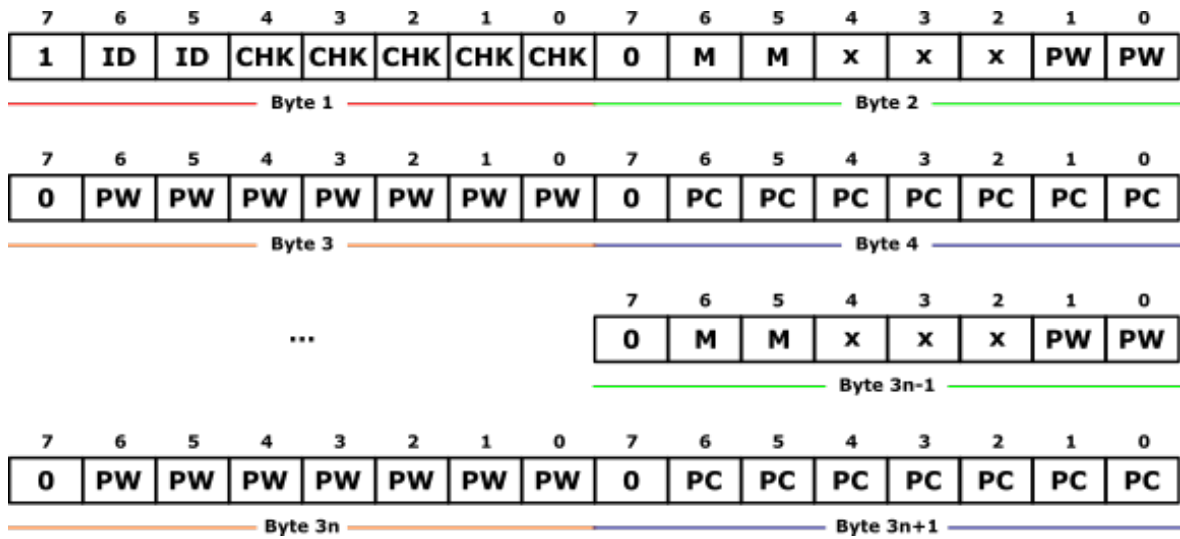 7 6 5 4 3 2 1 0 7 6 5 4 3 2 1 0
1 ID ID CHK CHK CHK CHK CHK 0 M M x x x PW PW
Byte 1 Byte 2
7 6 5 4 3 2 1 0 7 6 5 4 3 2 1 0
0 PW PW PW PW PW PW PW 0 PC PC PC PC PC PC PC
Byte 3 Byte 4
7 6 5 4 3 2 1 0
... 0 M M x x x PW PW
Byte 3n-1
7 6 5 4 3 2 1 0 7 6 5 4 3 2 1 0
0 PW PW PW PW PW PW PW 0 PC PC PC PC PC PC PC
Byte 3n Byte 3n+1